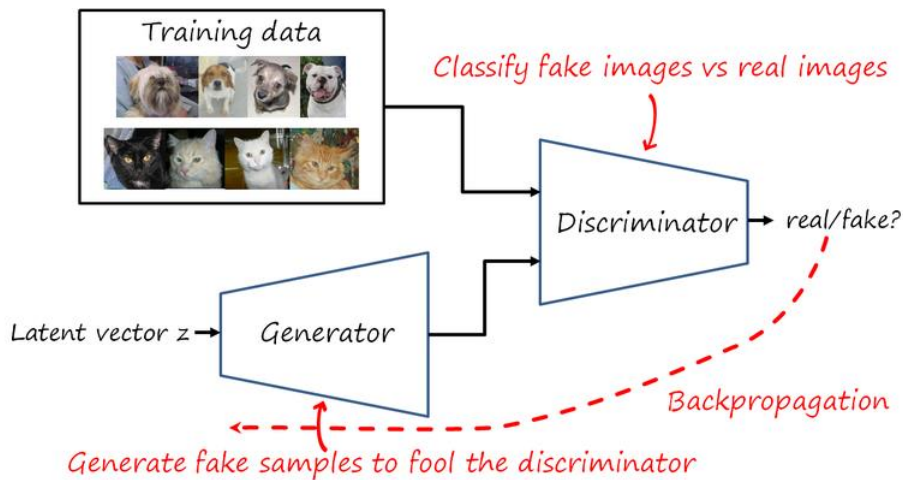 Training data
Classify fake images vs real images
Discriminator
real/fake?
Latent vector z
Generator
Backpropagation
Generate fake samples to fool the discriminator